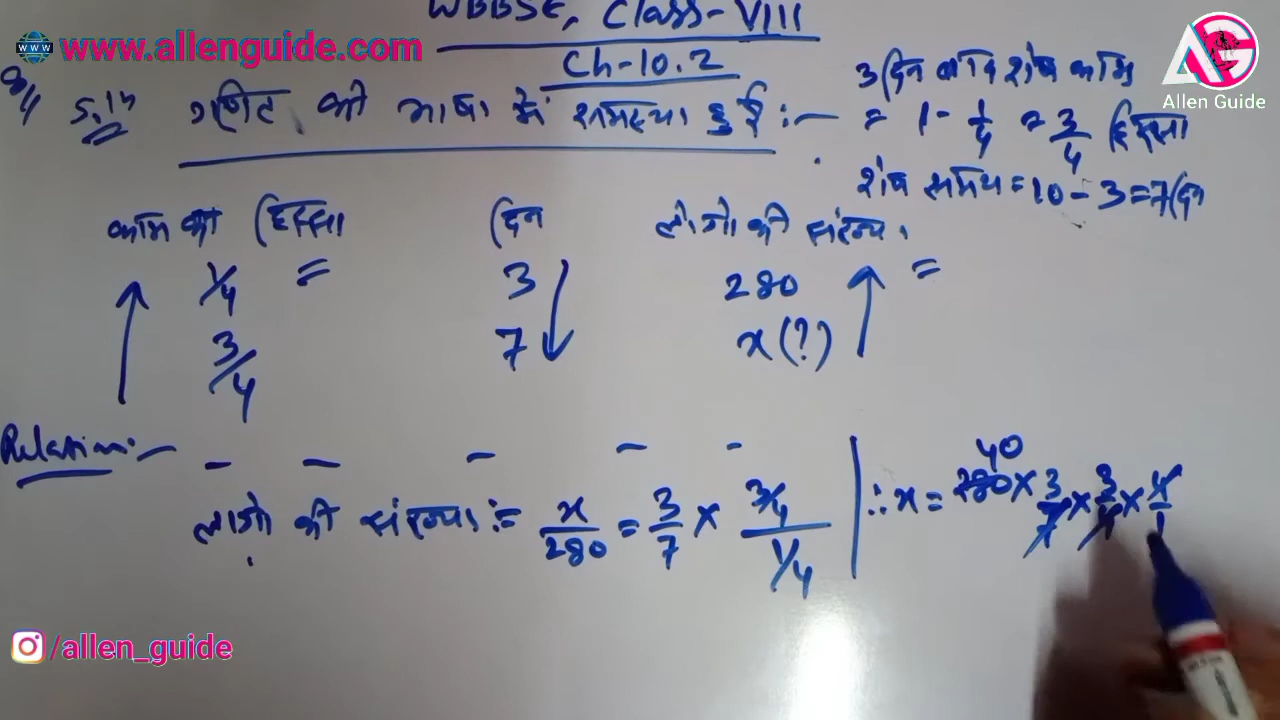 WBBSE, Class-VIII
Ch-10.2
www.allenguide.com
Allen Guide
गणित की भाषा में समस्या हुई :—
3 दिन बाद शेष काम
= 1 - 1/4 = 3/4 हिस्सा
शेष समय = 10 - 3 = 7 दिन
काम का हिस्सा दिन लोगो की संख्या
1/4 = 3 280 =
3/4 7 x (?)
Relation:—
लोगो की संख्या := x/280 = 3/7 × 3/4 / 1/4
∴ x = 280 × 3/7 × 3/4 × 4/1
40
/allen_guide